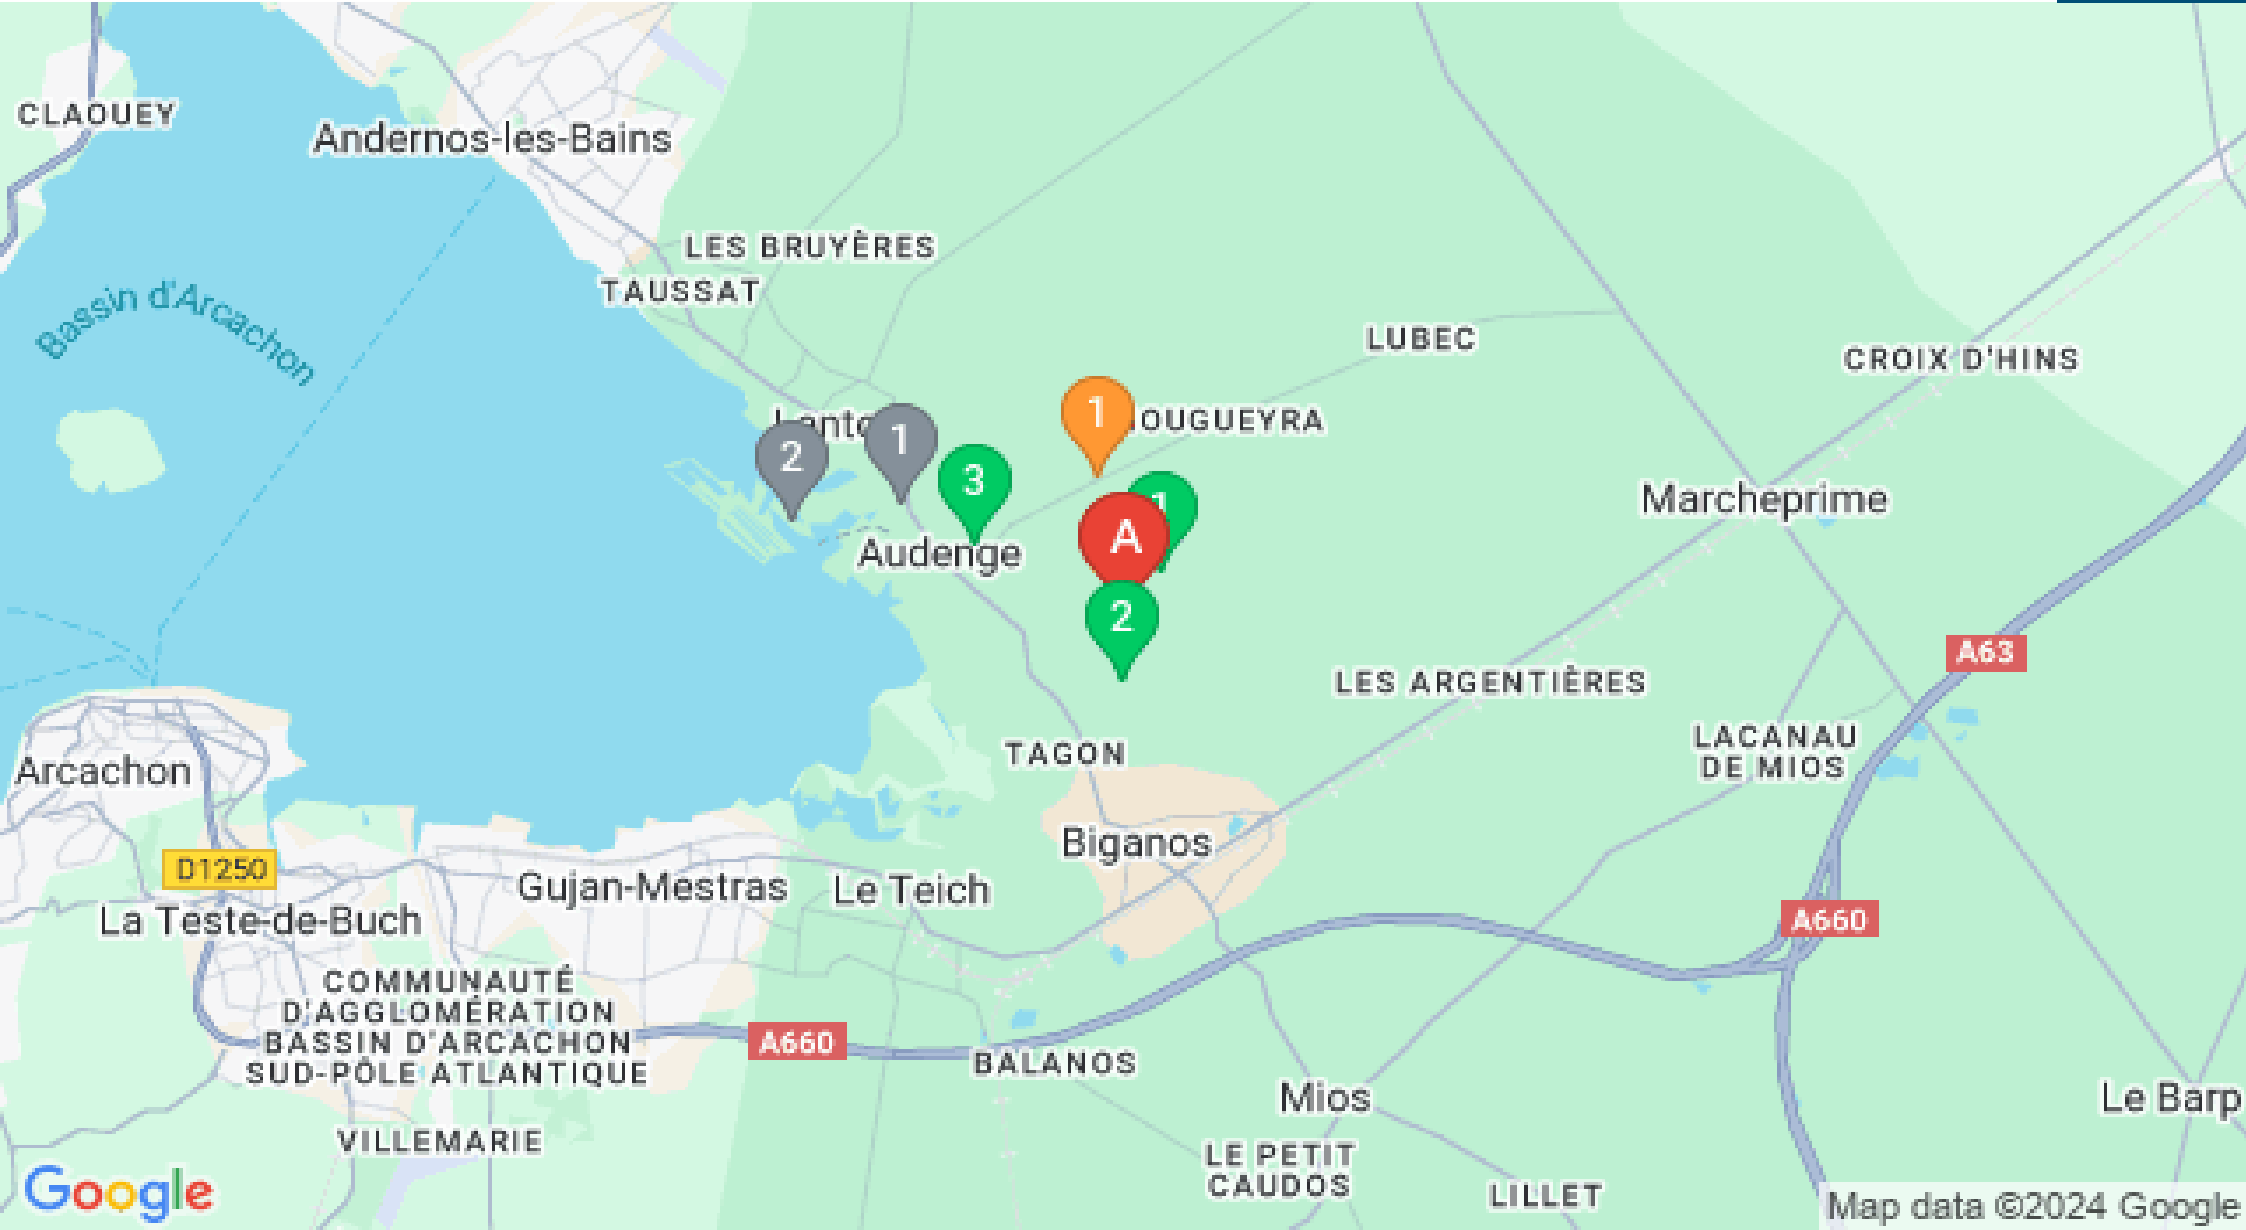 CLAOUEY
Andernos-les-Bains
LES BRUYÈRES
TAUSSAT
Bassin d'Arcachon
LUBEC
CROIX D'HINS
1
OUGUEYRA
1
2
3
1
A
Marcheprime
Audenge
2
A63
LES ARGENTIÈRES
TAGON
LACANAU
DE MIOS
Arcachon
Biganos
D1250
Gujan-Mestras
Le Teich
La Teste-de-Buch
A660
COMMUNAUTÉ
D'AGGLOMÉRATION
BASSIN D'ARCACHON
SUD-PÔLE ATLANTIQUE
A660
BALANOS
Mios
Le Barp
VILLEMARIE
LE PETIT
CAUDOS
LILLET
Google
Map data ©2024 Google